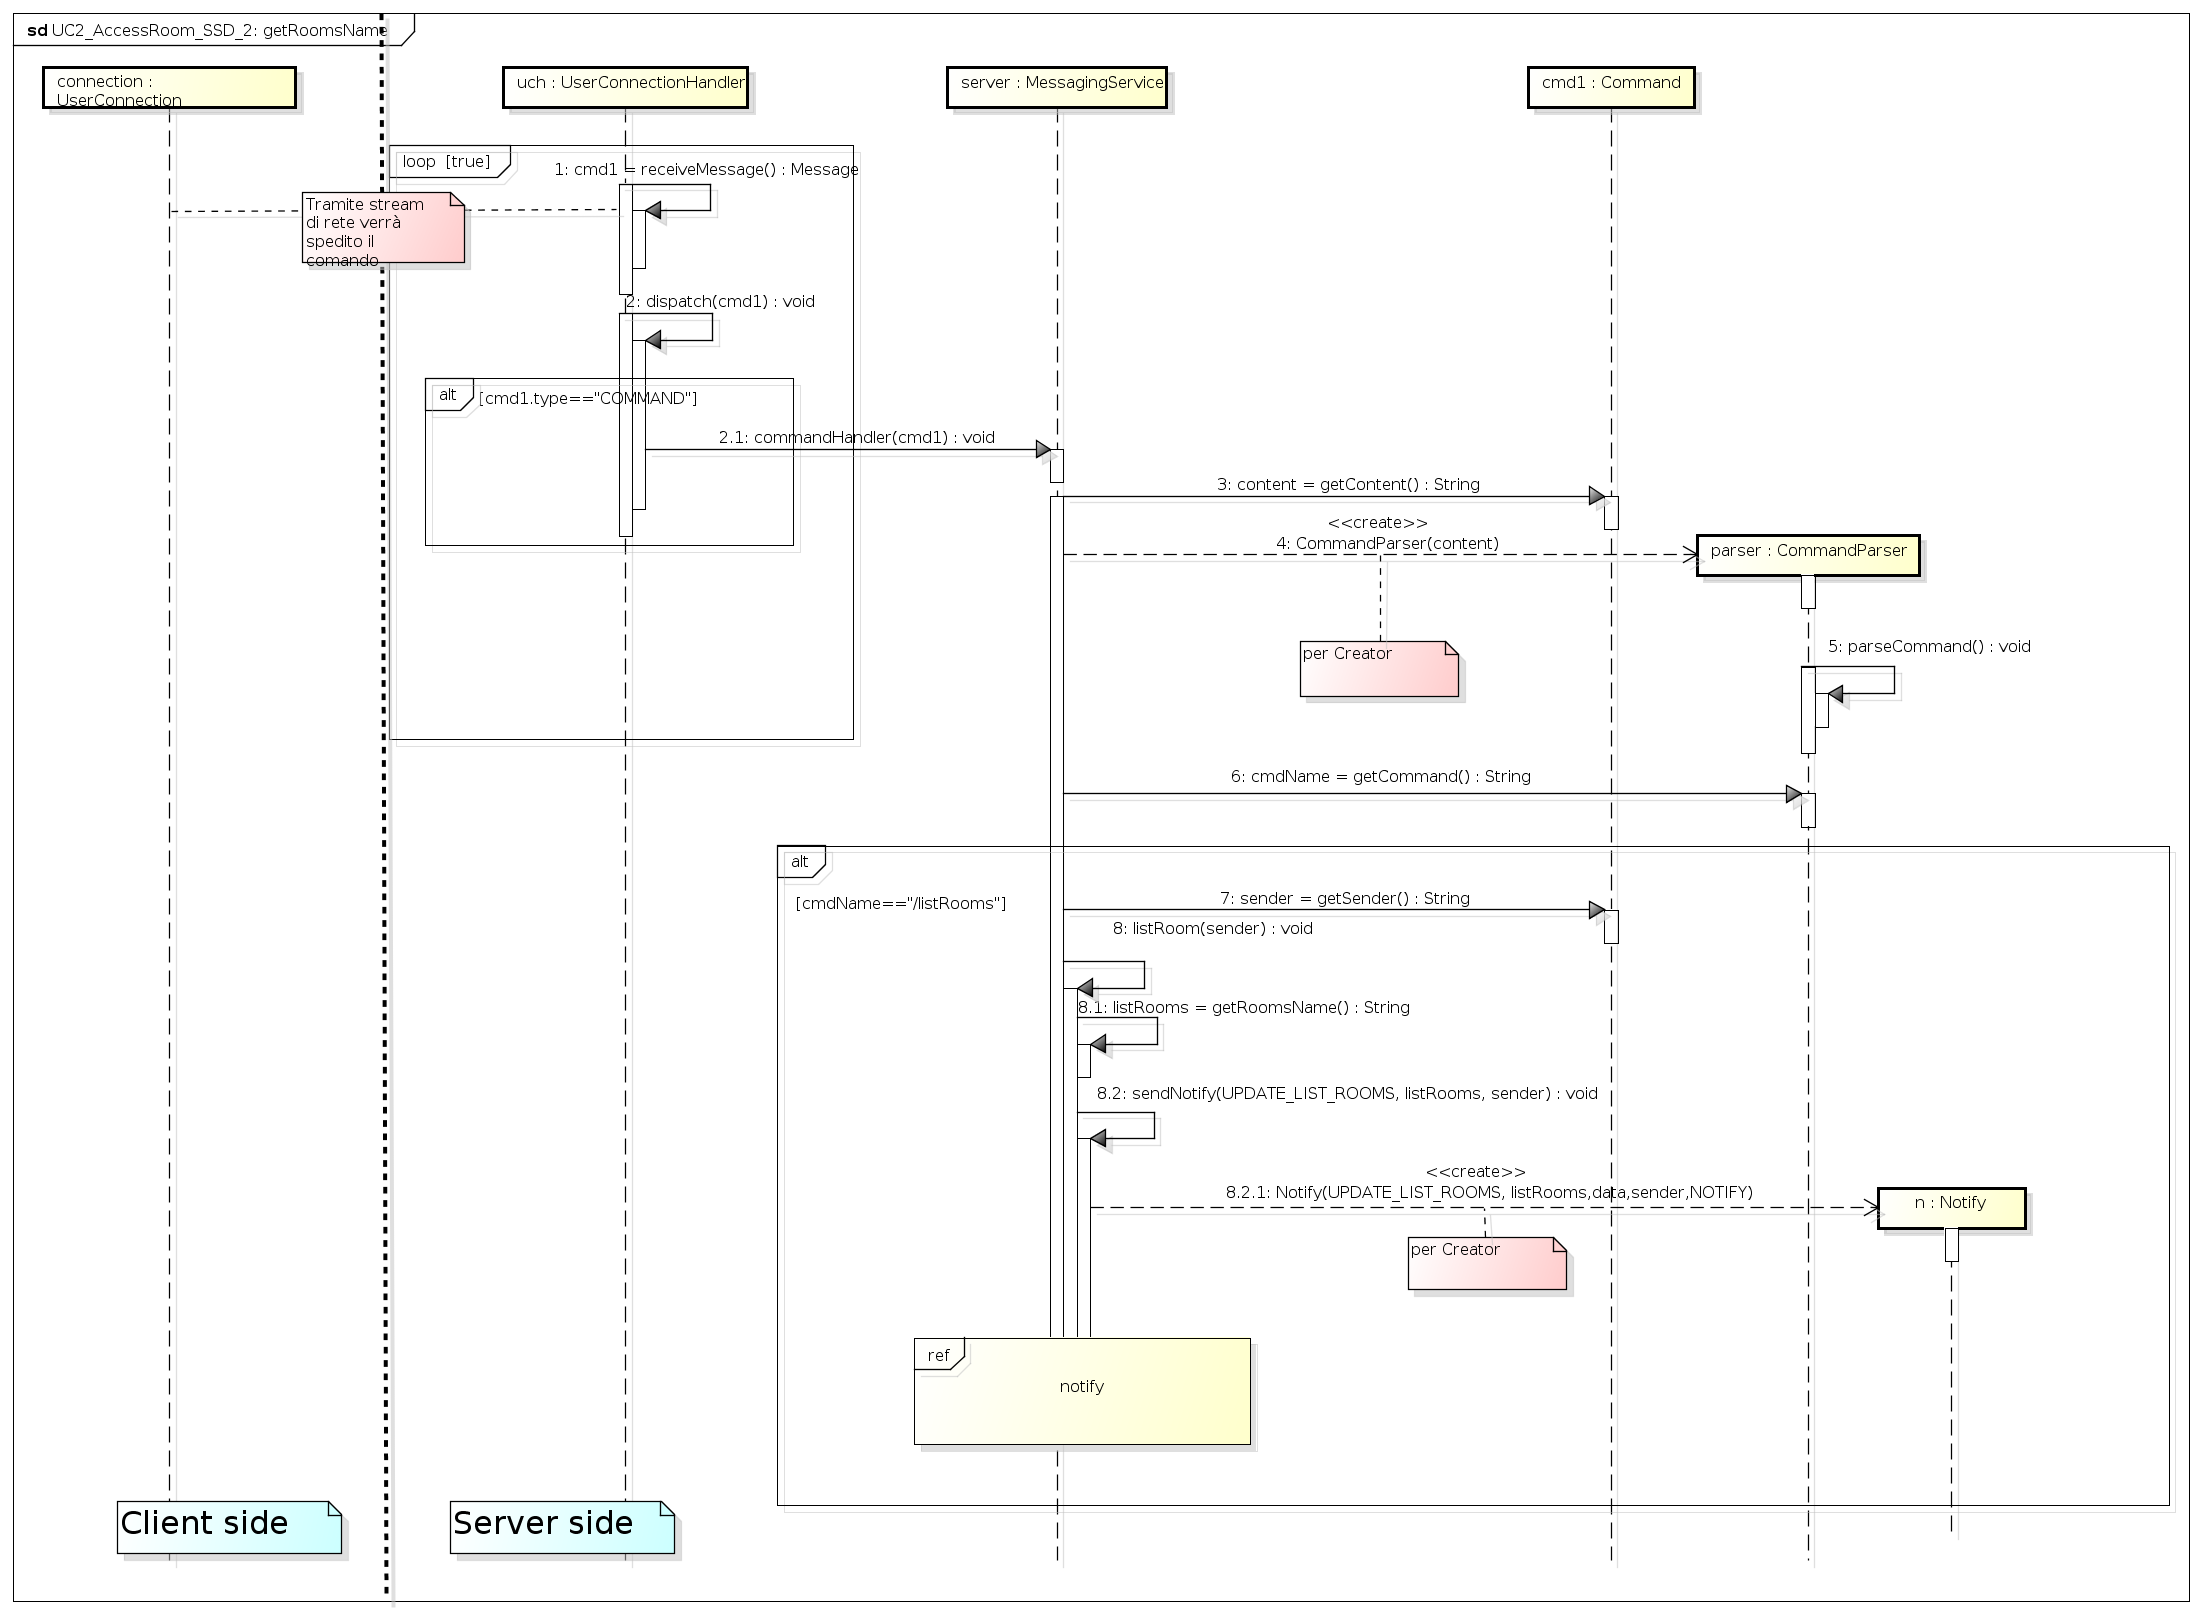 sd UC2_AccessRoom_SSD_2: getRoomsName
connection :
UserConnection
uch : UserConnectionHandler
server : MessagingService
cmd1 : Command
loop [true]
1: cmd1 = receiveMessage() : Message
Tramite stream
di rete verrà
spedito il
comando
2: dispatch(cmd1) : void
alt
[cmd1.type=="COMMAND"]
2.1: commandHandler(cmd1) : void
3: content = getContent() : String
<<create>>
4: CommandParser(content)
parser : CommandParser
per Creator
5: parseCommand() : void
6: cmdName = getCommand() : String
alt
[cmdName=="/listRooms"]
7: sender = getSender() : String
8: listRoom(sender) : void
8.1: listRooms = getRoomsName() : String
8.2: sendNotify(UPDATE_LIST_ROOMS, listRooms, sender) : void
<<create>>
8.2.1: Notify(UPDATE_LIST_ROOMS, listRooms,data,sender,NOTIFY)
n : Notify
per Creator
ref
notify
Client side
Server side